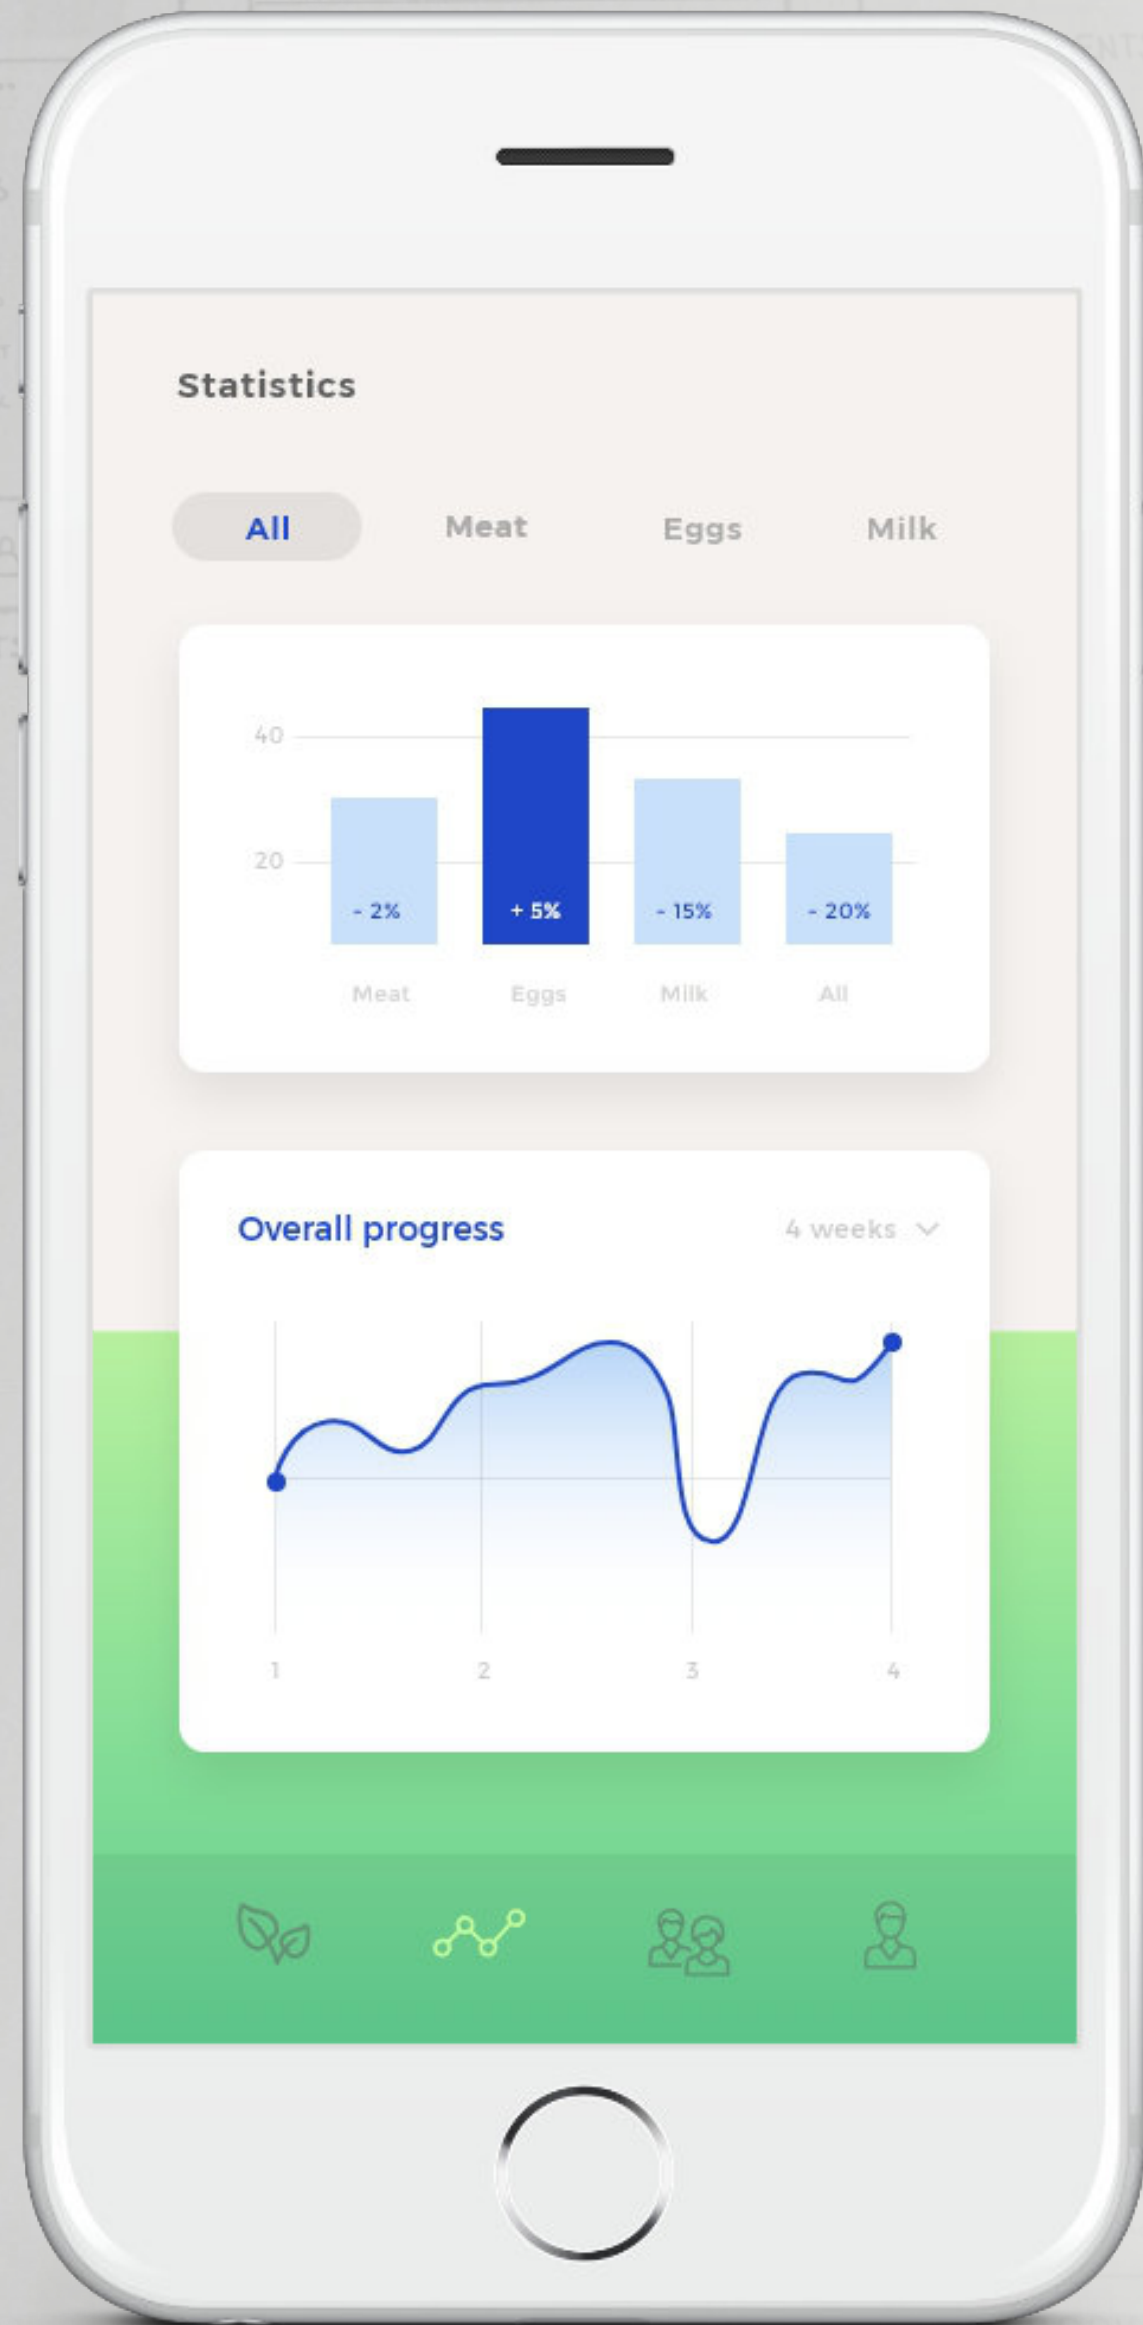 Statistics
All Meat Eggs Milk
40
20
- 2% + 5% - 15% - 20%
Meat Eggs Milk All
Overall progress 4 weeks
1 2 3 4